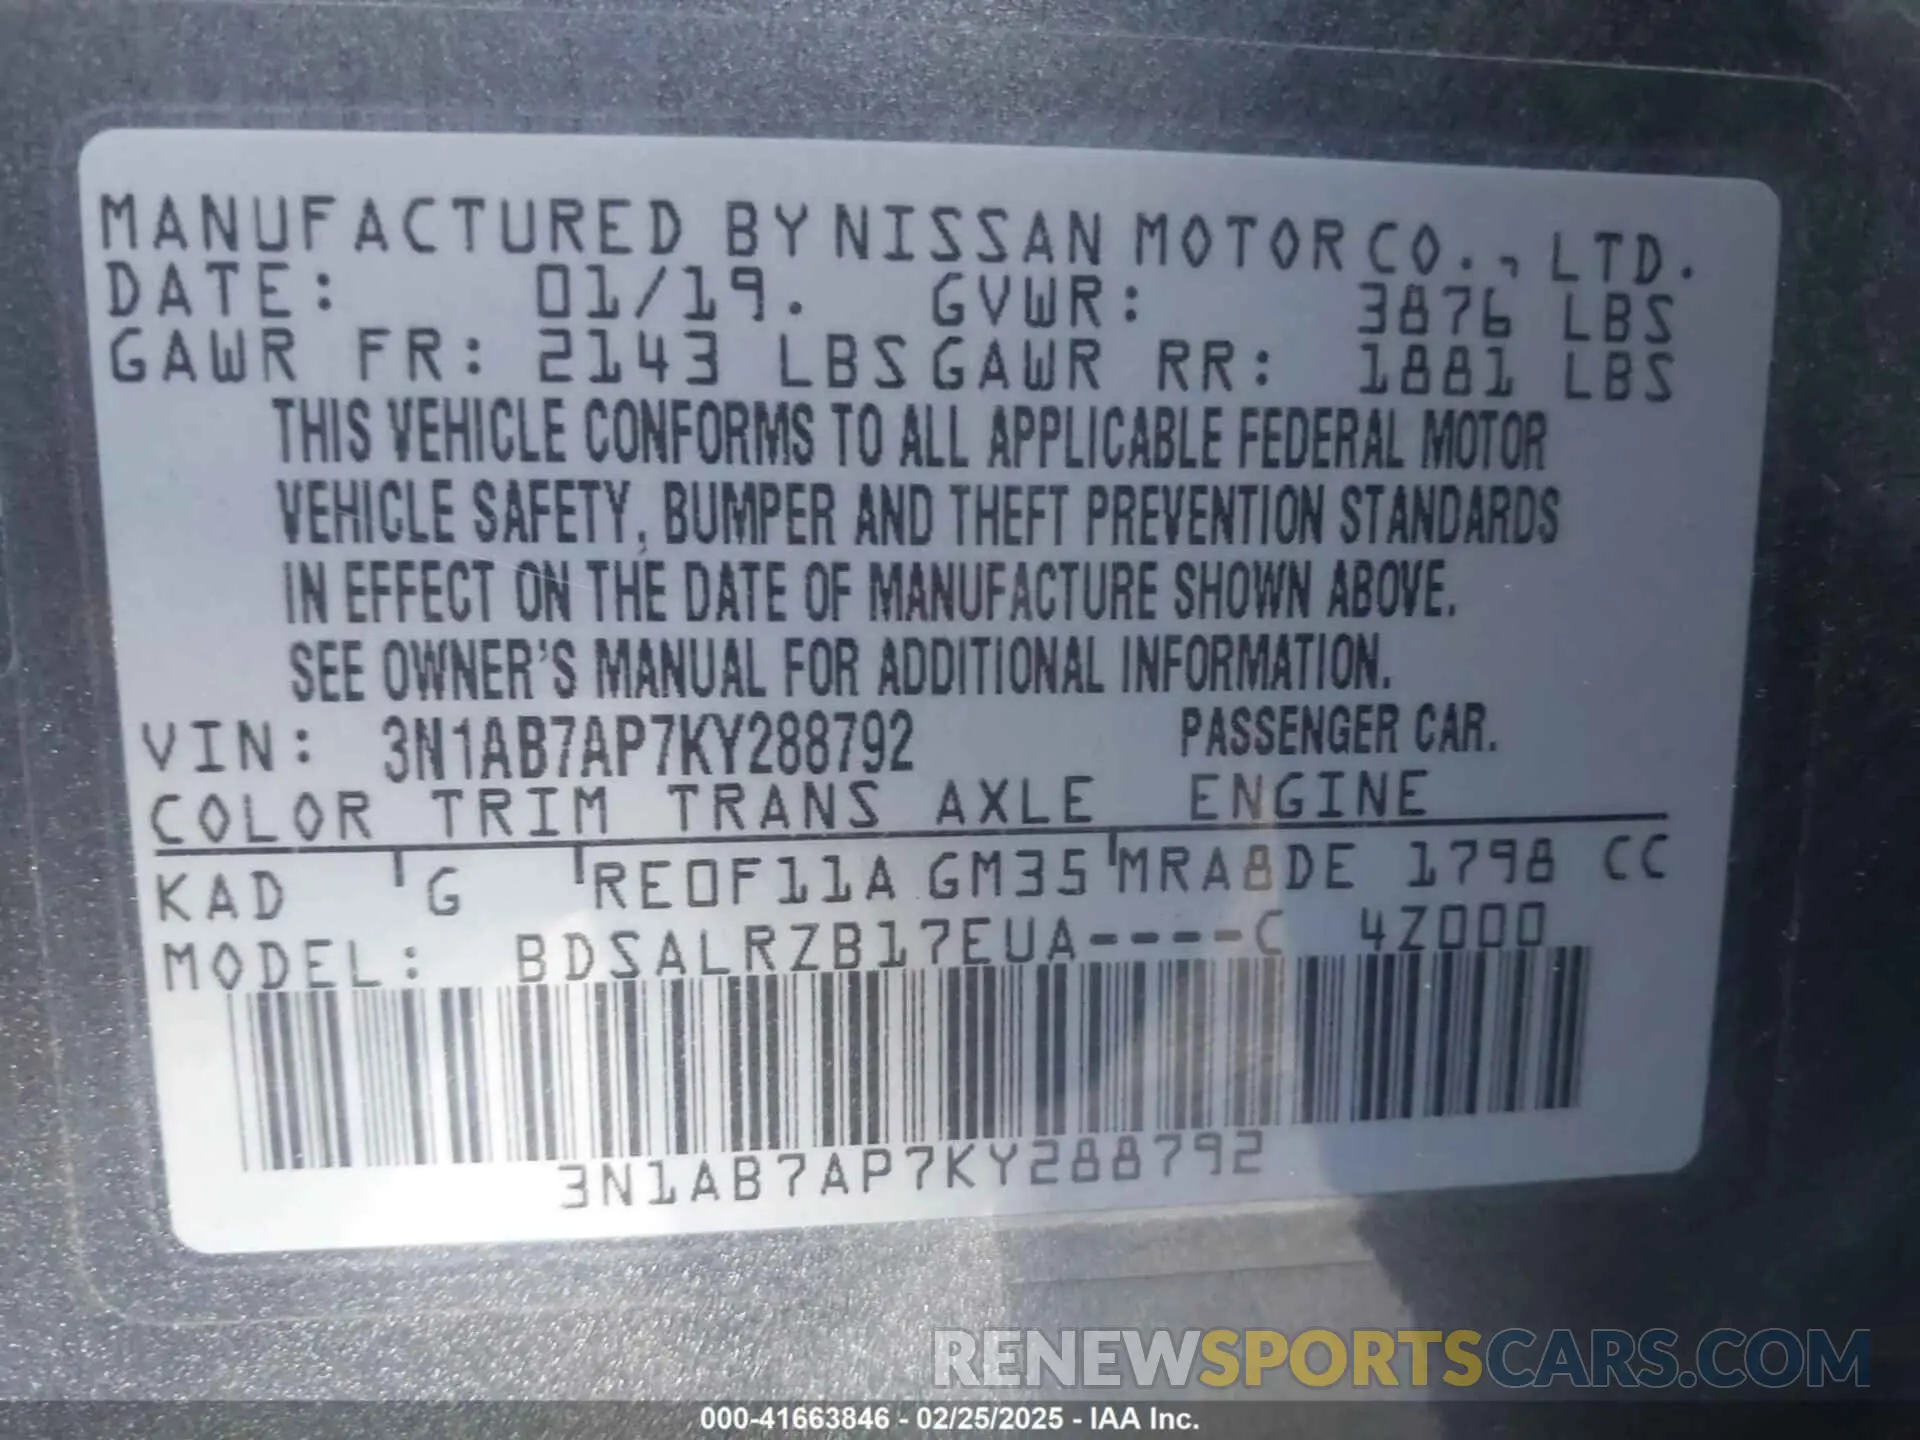 MANUFACTURED BY NISSAN MOTOR CO., LTD.
DATE: 01/19. GVWR: 3876 LBS
GAWR FR: 2143 LBS GAWR RR: 1881 LBS
THIS VEHICLE CONFORMS TO ALL APPLICABLE FEDERAL MOTOR
VEHICLE SAFETY, BUMPER AND THEFT PREVENTION STANDARDS
IN EFFECT ON THE DATE OF MANUFACTURE SHOWN ABOVE.
SEE OWNER'S MANUAL FOR ADDITIONAL INFORMATION.
VIN: 3N1AB7AP7KY288792 PASSENGER CAR.
COLOR TRIM TRANS AXLE ENGINE
KAD G RE0F11A GM35 MRA8DE 1798 CC
MODEL: BDSALRZB17EUA----C 4Z000
3N1AB7AP7KY288792
RENEWSPORTSCARS.COM
000-41663846 - 02/25/2025 - IAA Inc.